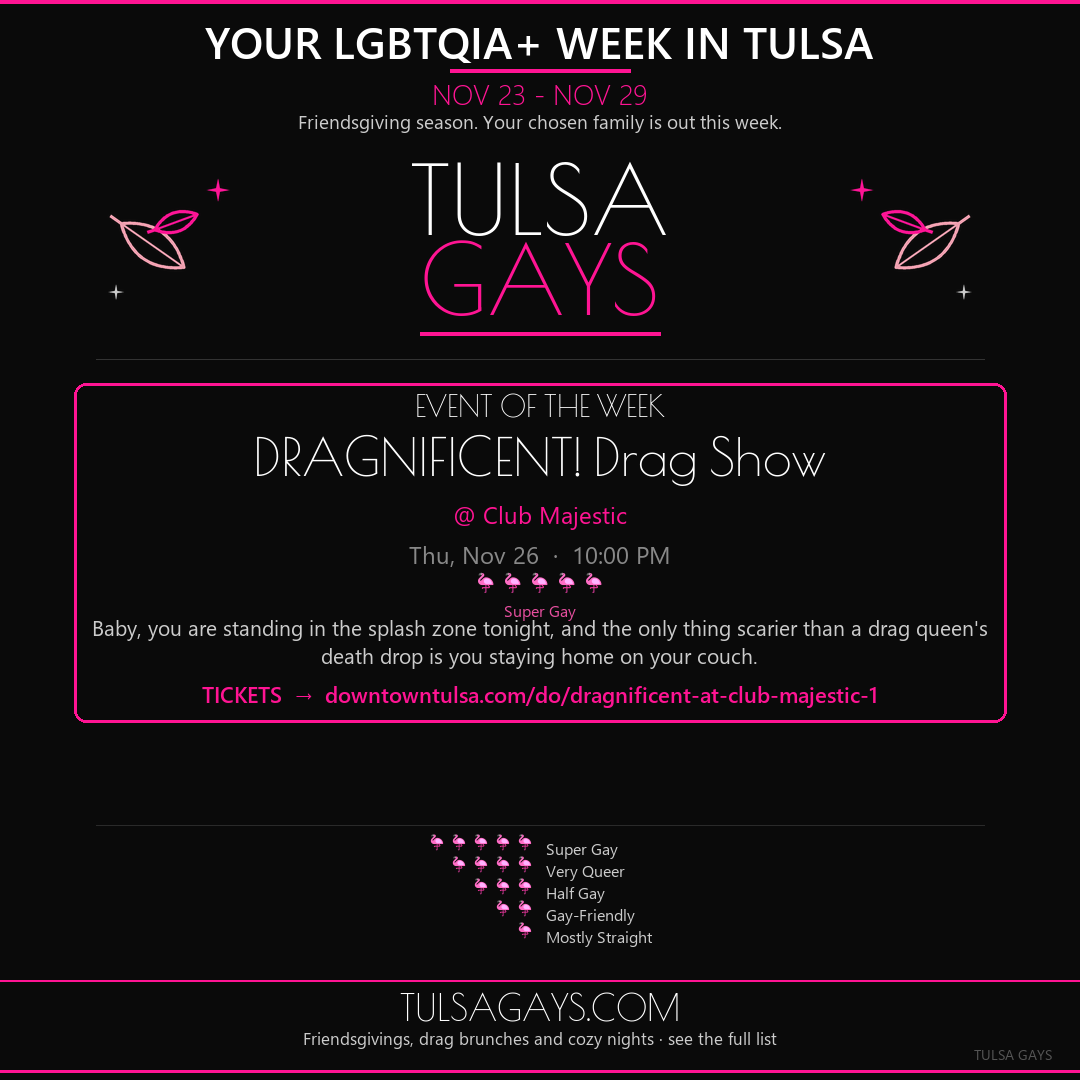 YOUR LGBTQIA+ WEEK IN TULSA
NOV 23 - NOV 29
Friendsgiving season. Your chosen family is out this week.
TULSA
GAYS
EVENT OF THE WEEK
DRAGNIFICENT! Drag Show
@ Club Majestic
Thu, Nov 26 · 10:00 PM
Super Gay
Baby, you are standing in the splash zone tonight, and the only thing scarier than a drag queen's
death drop is you staying home on your couch.
TICKETS → downtowntulsa.com/do/dragnificent-at-club-majestic-1
Super Gay
Very Queer
Half Gay
Gay-Friendly
Mostly Straight
TULSAGAYS.COM
Friendsgivings, drag brunches and cozy nights · see the full list
TULSA GAYS